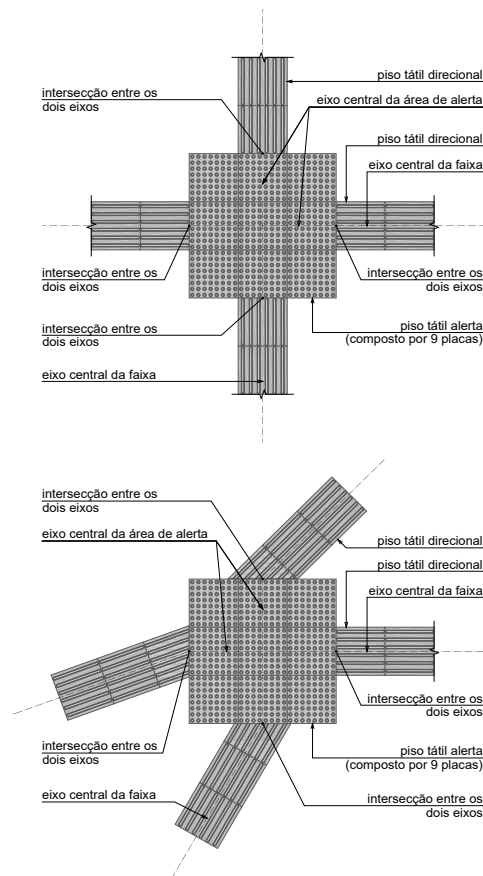 piso tátil direcional
intersecção entre os
dois eixos
eixo central da área de alerta
piso tátil direcional
eixo central da faixa
intersecção entre os
dois eixos
intersecção entre os
dois eixos
intersecção entre os
dois eixos
piso tátil alerta
(composto por 9 placas)
eixo central da faixa
intersecção entre os
dois eixos
eixo central da área de alerta
piso tátil direcional
piso tátil direcional
eixo central da faixa
intersecção entre os
dois eixos
intersecção entre os
dois eixos
piso tátil alerta
(composto por 9 placas)
eixo central da faixa
intersecção entre os
dois eixos